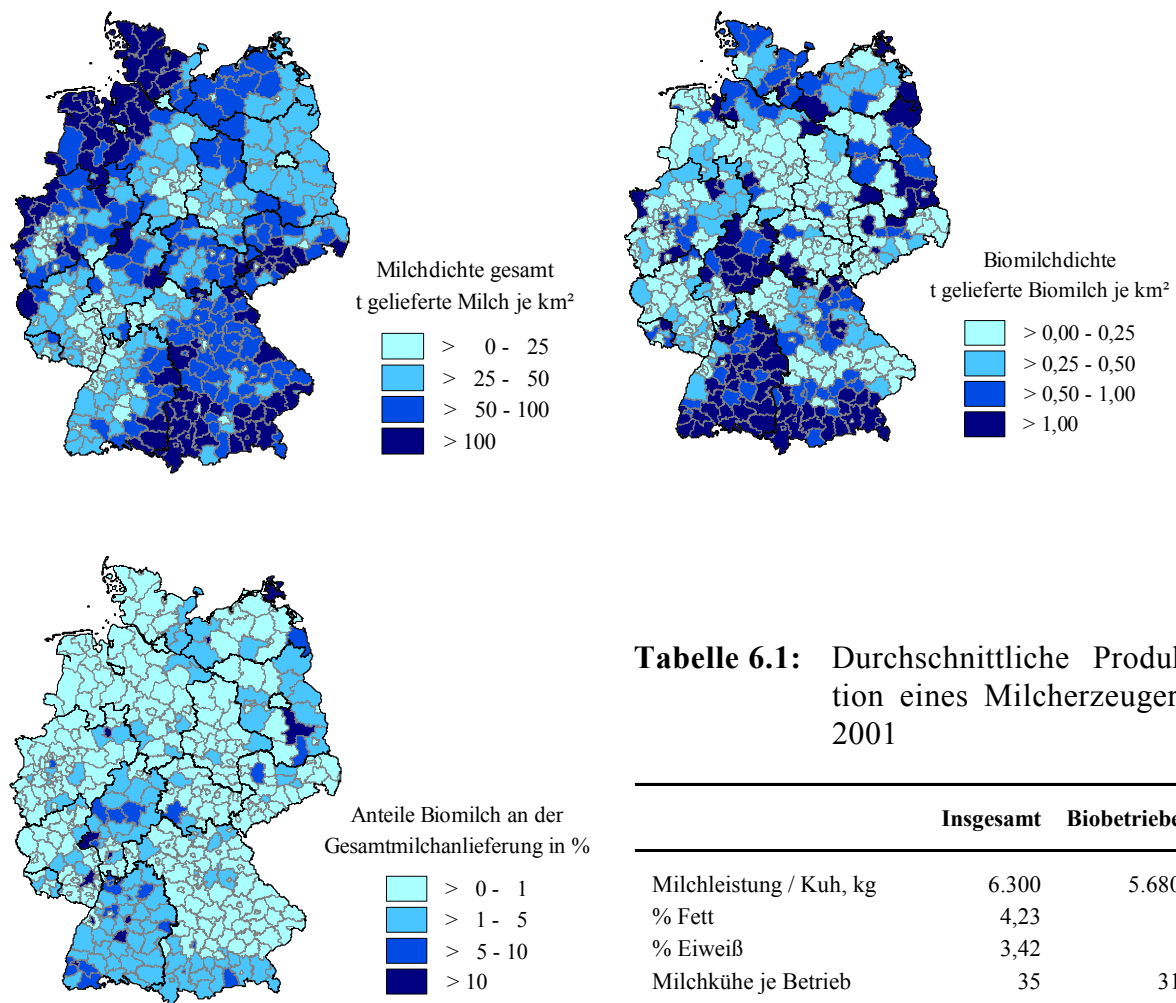 Milchdichte gesamt
t gelieferte Milch je km²
> 0 - 25
> 25 - 50
> 50 - 100
> 100
Biomilchdichte
t gelieferte Biomilch je km²
> 0,00 - 0,25
> 0,25 - 0,50
> 0,50 - 1,00
> 1,00
Anteile Biomilch an der
Gesamtmilchanlieferung in %
> 0 - 1
> 1 - 5
> 5 - 10
> 10
Tabelle 6.1: Durchschnittliche Produk
tion eines Milcherzeuger
2001
Insgesamt Biobetriebe
Milchleistung / Kuh, kg 6.300 5.680
% Fett 4,23
% Eiweiß 3,42
Milchkühe je Betrieb 35 31